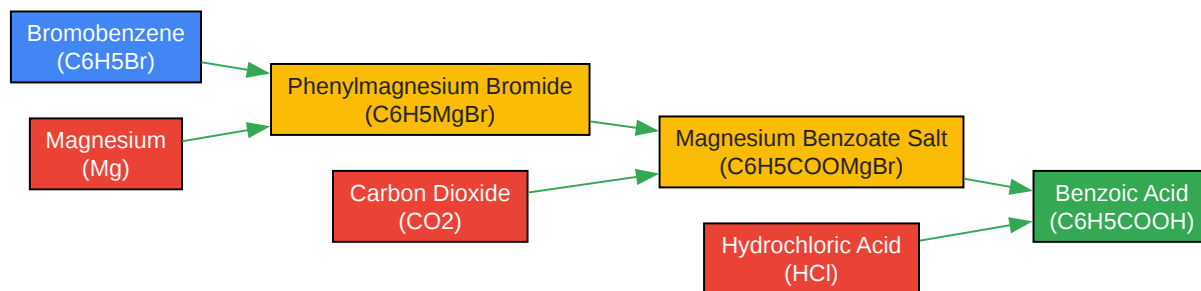 Bromobenzene
(C6H5Br)
Magnesium
(Mg)
Phenylmagnesium Bromide
(C6H5MgBr)
Carbon Dioxide
(CO2)
Magnesium Benzoate Salt
(C6H5COOMgBr)
Hydrochloric Acid
(HCl)
Benzoic Acid
(C6H5COOH)